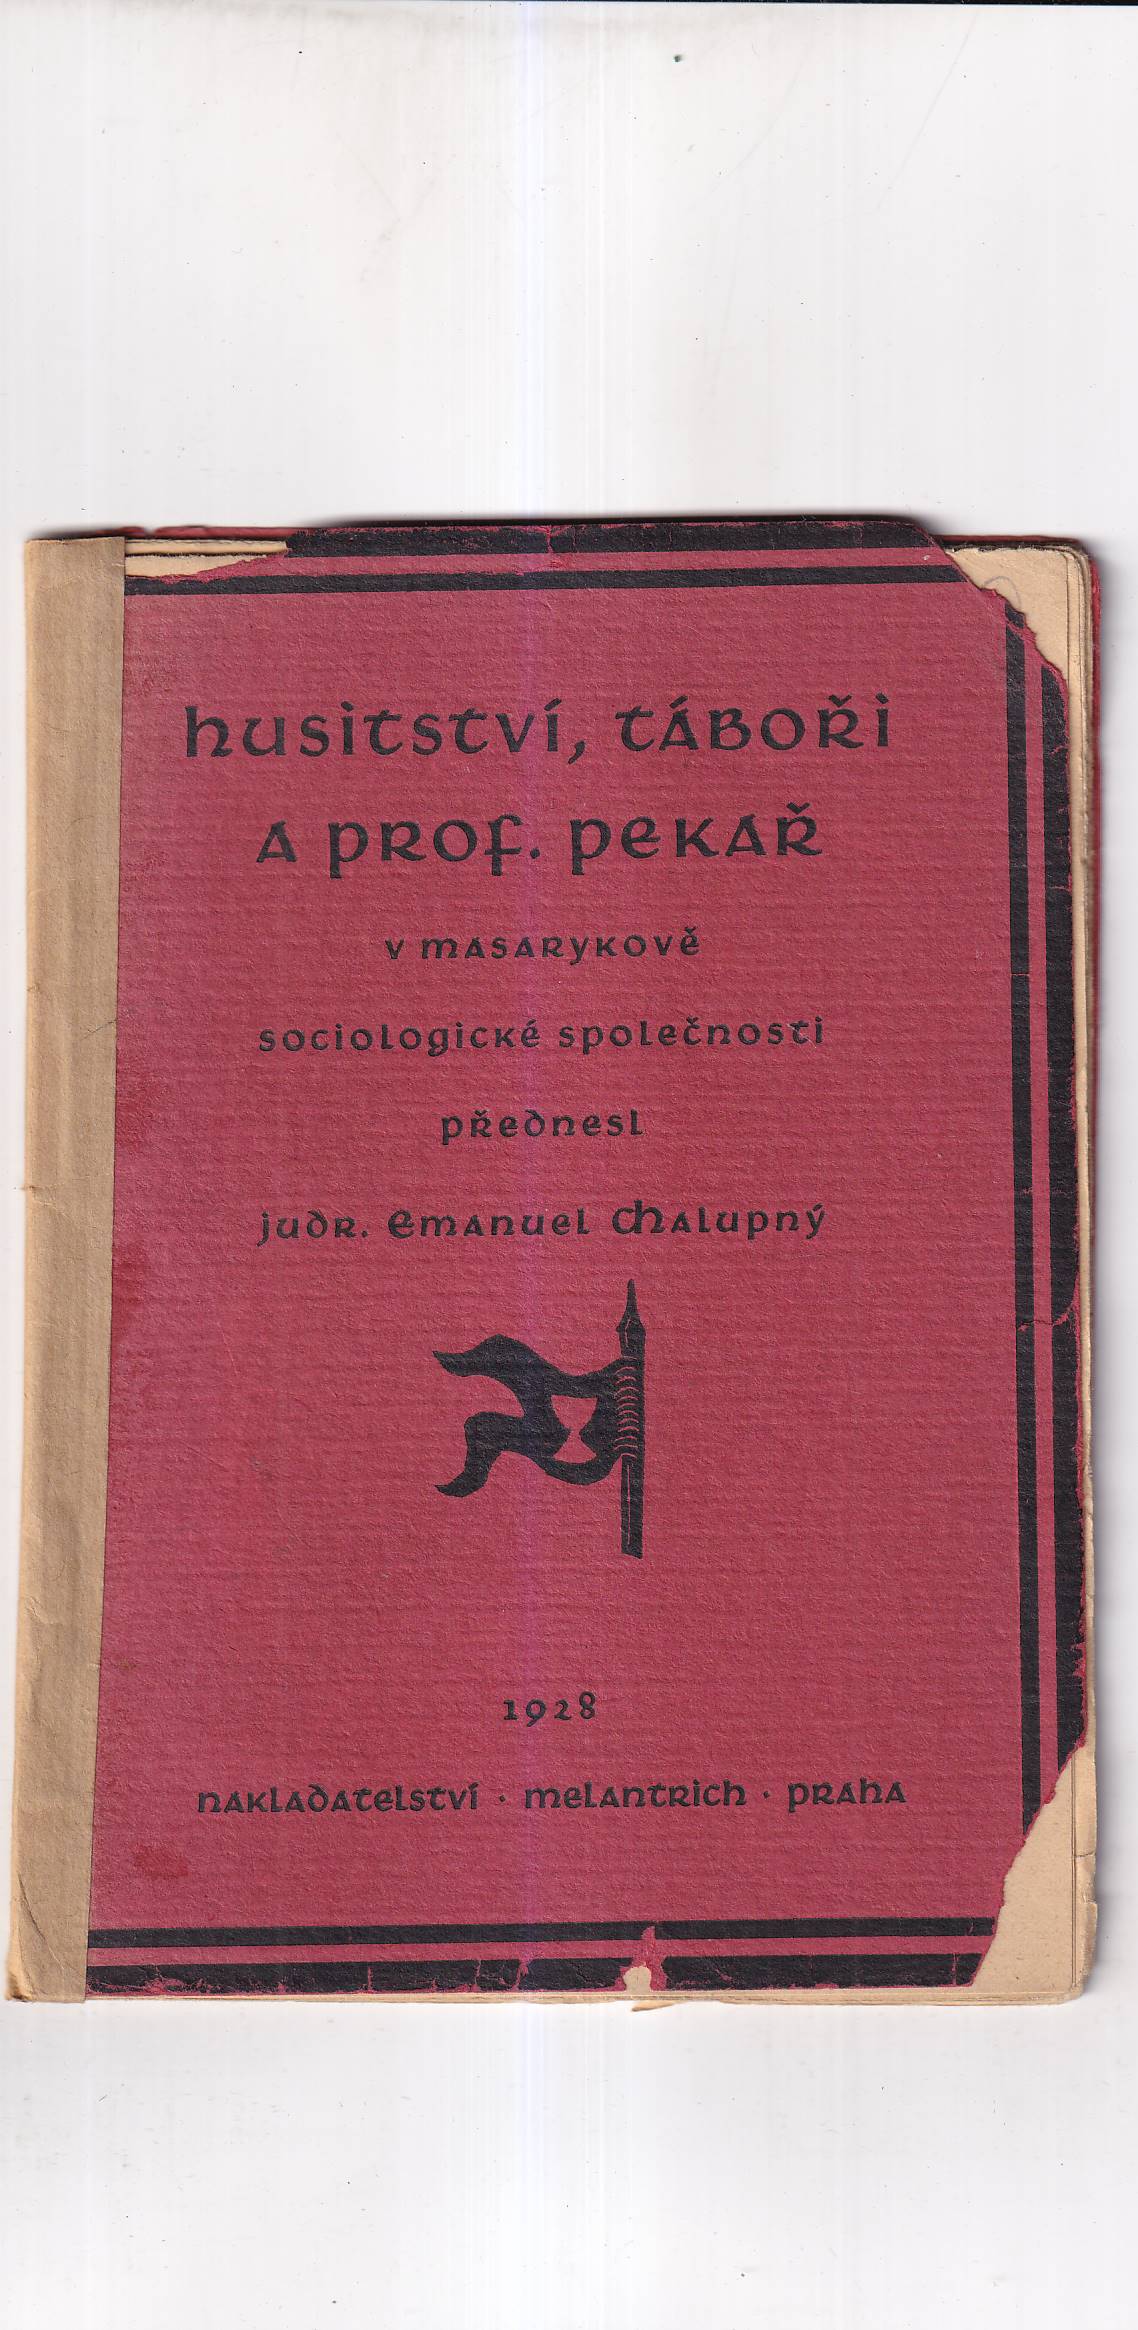 Husitství, Táboři
a prof. Pekař
v Masarykově
sociologické společnosti
přednesl
JUDr. Emanuel Chalupný
1928
Nakladatelství · Melantrich · Praha